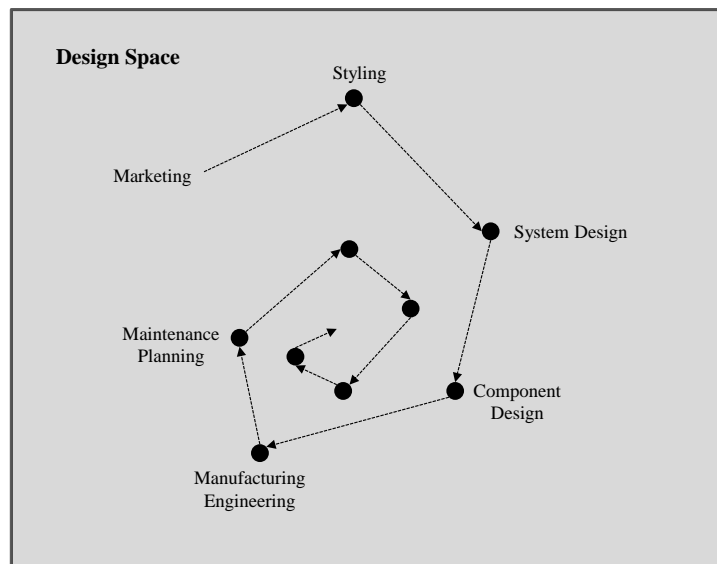 Design Space
Styling
Marketing
System Design
Maintenance
Planning
Component
Design
Manufacturing
Engineering